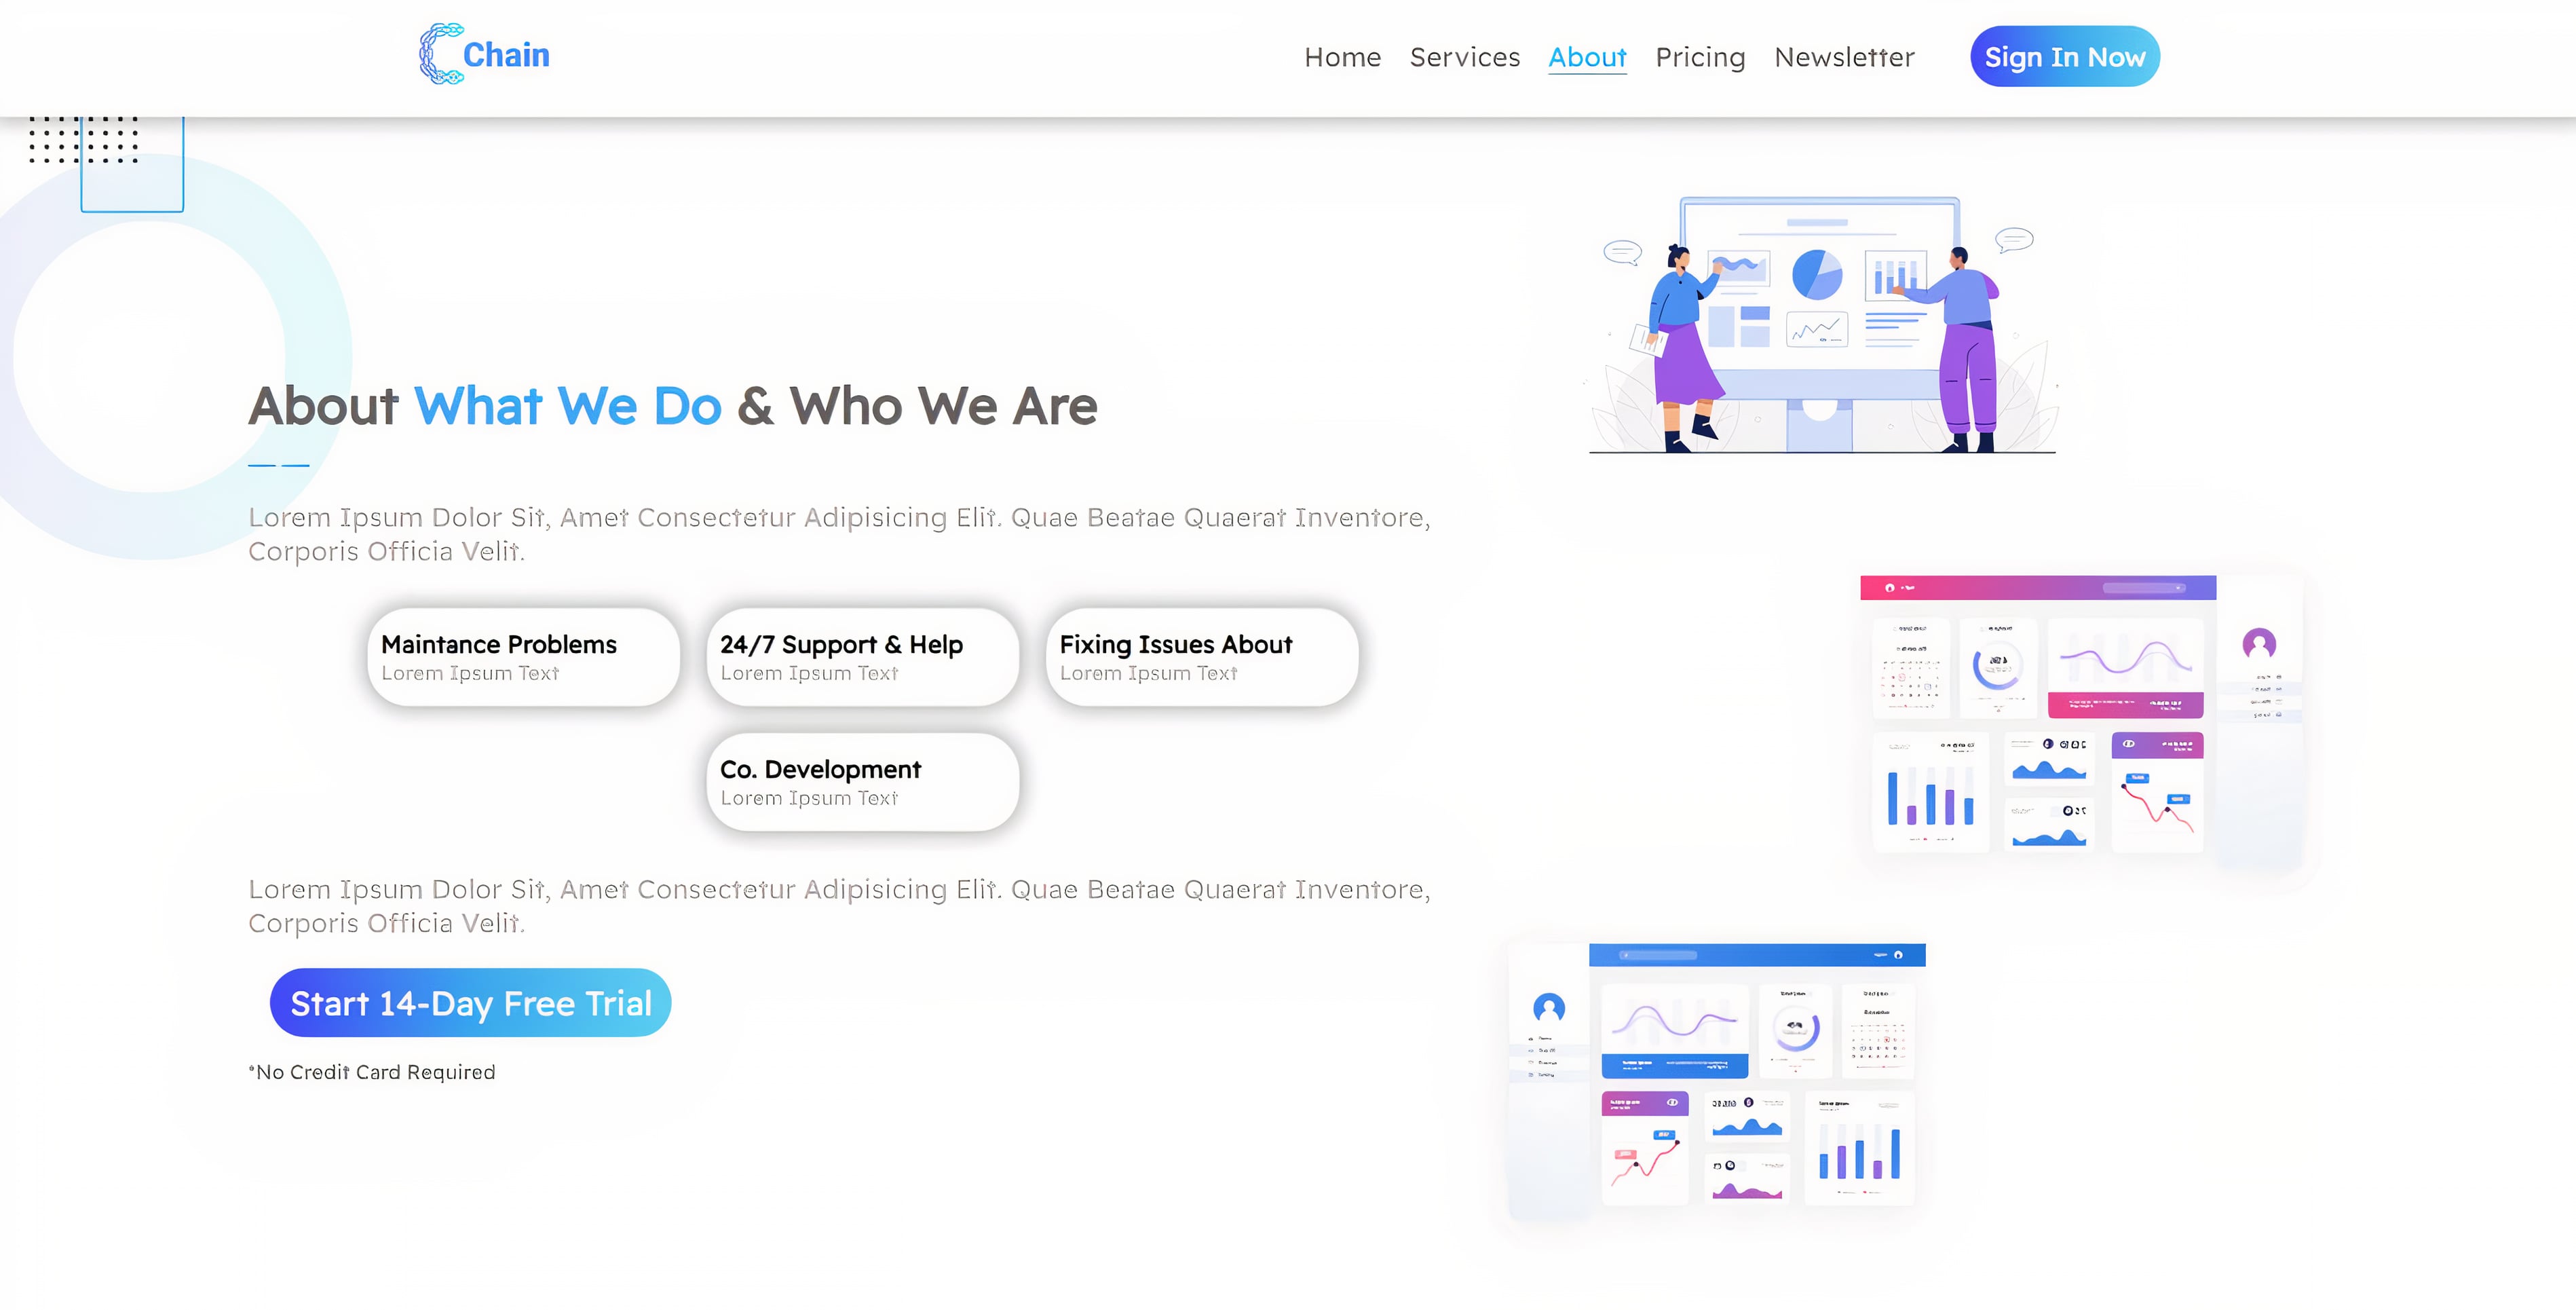 Chain
Home Services About Pricing Newsletter Sign In Now
About What We Do & Who We Are
Lorem Ipsum Dolor Sit, Amet Consectetur Adipisicing Elit. Quae Beatae Quaerat Inventore,
Corporis Officia Velit.
Maintance Problems
Lorem Ipsum Text
24/7 Support & Help
Lorem Ipsum Text
Fixing Issues About
Lorem Ipsum Text
Co. Development
Lorem Ipsum Text
Lorem Ipsum Dolor Sit, Amet Consectetur Adipisicing Elit. Quae Beatae Quaerat Inventore,
Corporis Officia Velit.
Start 14-Day Free Trial
*No Credit Card Required